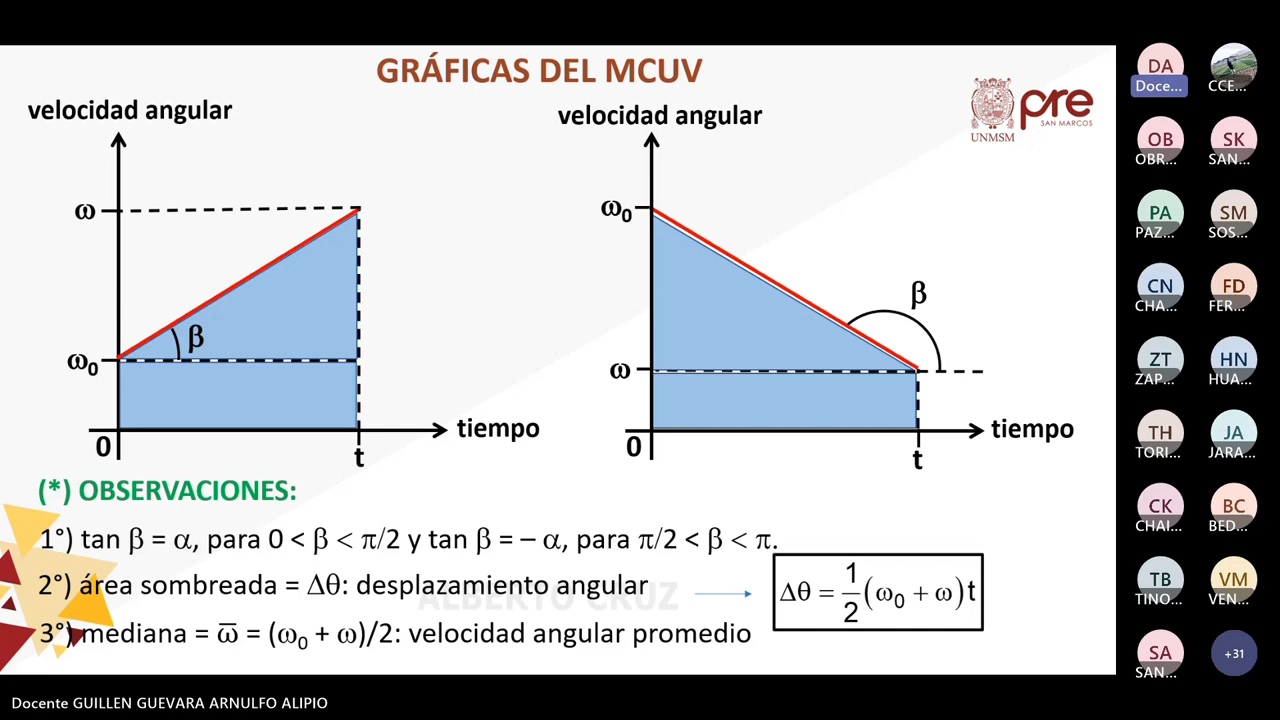 GRÁFICAS DEL MCUV
velocidad angular
velocidad angular
pre
SAN MARCOS
UNMSM
ω
ω₀
β
0
t
tiempo
ω₀
ω
β
0
t
tiempo
(*) OBSERVACIONES:
1°) tan β = α, para 0 < β < π/2 y tan β = – α, para π/2 < β < π.
2°) área sombreada = Δθ: desplazamiento angular
Δθ = 1/2 (ω₀ + ω) t
ALBERTO CRUZ
3°) mediana = ω̅ = (ω₀ + ω)/2: velocidad angular promedio
DA
Doce...
CCE...
OB
OBR...
SK
SAN...
PA
PAZ...
SM
SOS...
CN
CHA...
FD
FER...
ZT
ZAP...
HN
HUA...
TH
TORI...
JA
JARA...
CK
CHAI...
BC
BED...
TB
TINO...
VM
VEN...
SA
SAN...
+31
Docente GUILLEN GUEVARA ARNULFO ALIPIO